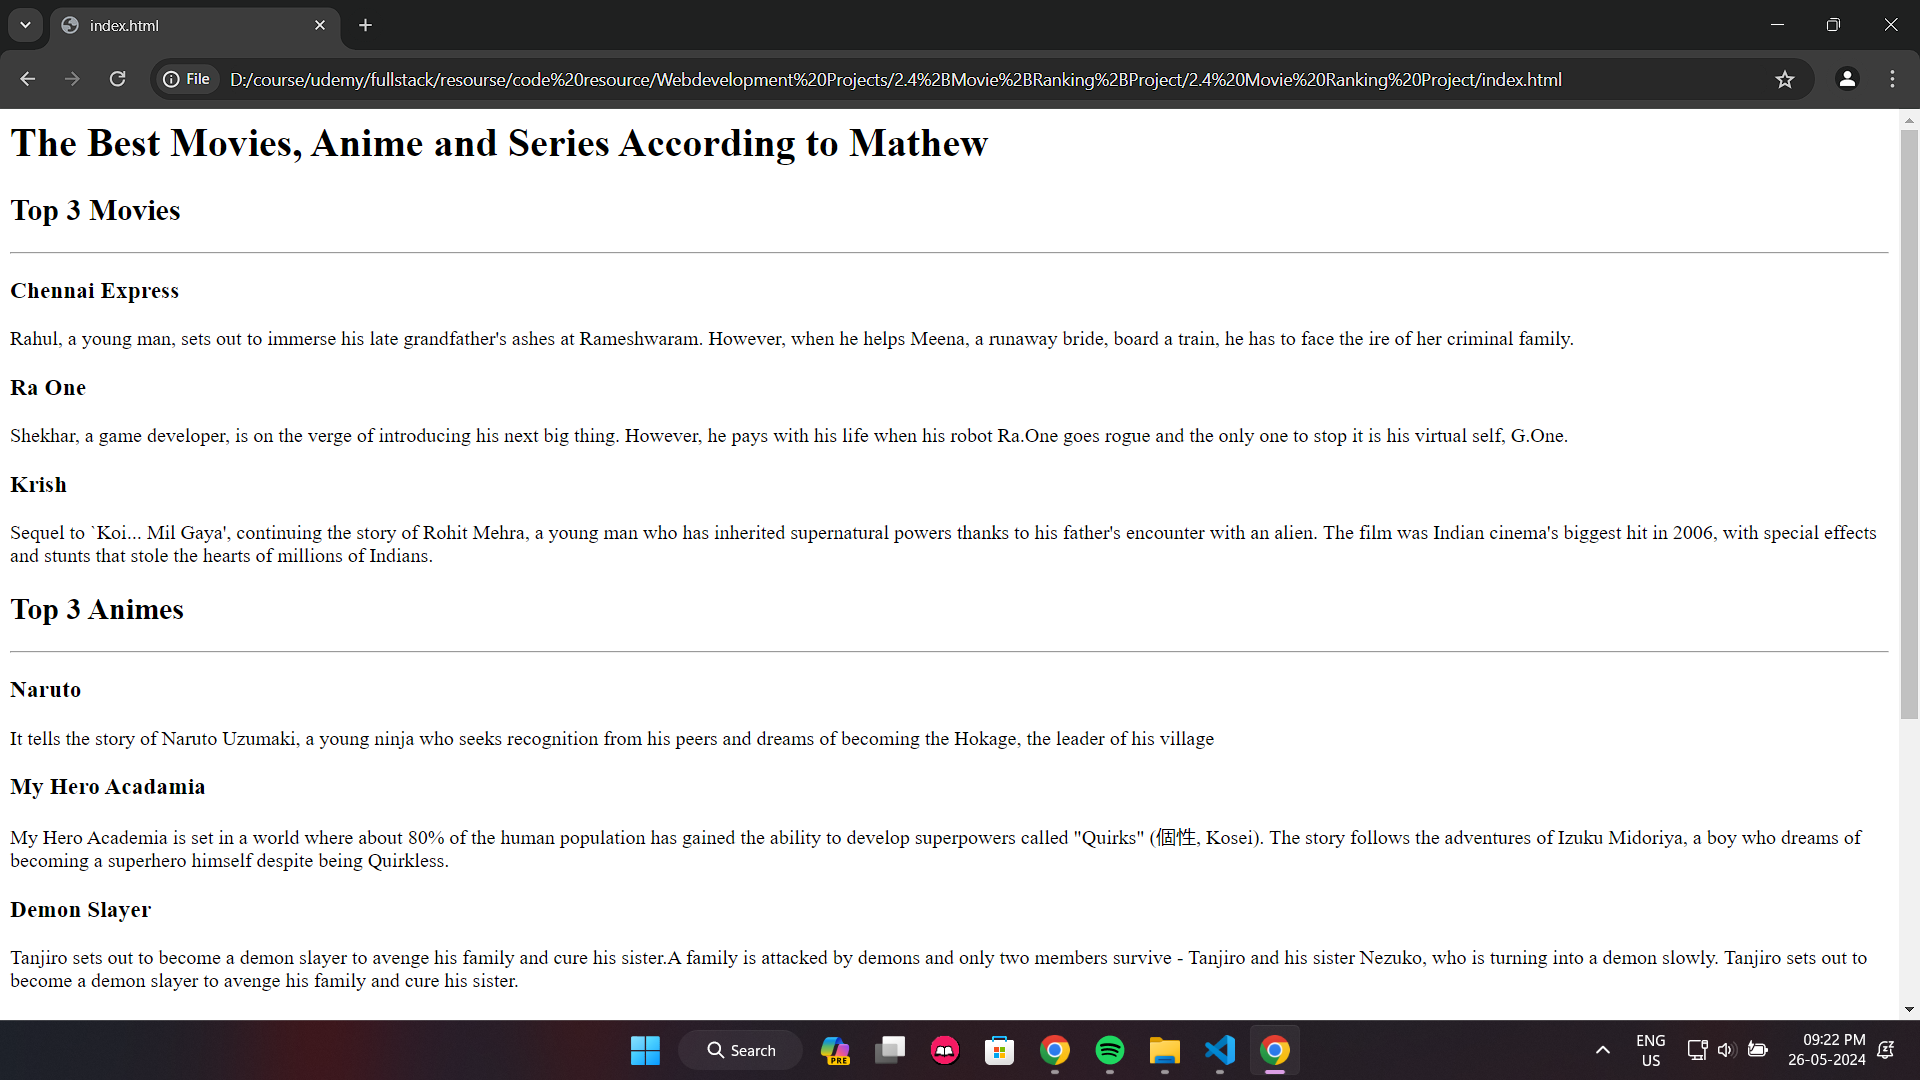 index.html
File
D:/course/udemy/fullstack/resourse/code%20resource/Webdevelopment%20Projects/2.4%2BMovie%2BRanking%2BProject/2.4%20Movie%20Ranking%20Project/index.html
The Best Movies, Anime and Series According to Mathew
Top 3 Movies
Chennai Express
Rahul, a young man, sets out to immerse his late grandfather's ashes at Rameshwaram. However, when he helps Meena, a runaway bride, board a train, he has to face the ire of her criminal family.
Ra One
Shekhar, a game developer, is on the verge of introducing his next big thing. However, he pays with his life when his robot Ra.One goes rogue and the only one to stop it is his virtual self, G.One.
Krish
Sequel to `Koi... Mil Gaya', continuing the story of Rohit Mehra, a young man who has inherited supernatural powers thanks to his father's encounter with an alien. The film was Indian cinema's biggest hit in 2006, with special effects
and stunts that stole the hearts of millions of Indians.
Top 3 Animes
Naruto
It tells the story of Naruto Uzumaki, a young ninja who seeks recognition from his peers and dreams of becoming the Hokage, the leader of his village
My Hero Acadamia
My Hero Academia is set in a world where about 80% of the human population has gained the ability to develop superpowers called "Quirks" (個性, Kosei). The story follows the adventures of Izuku Midoriya, a boy who dreams of
becoming a superhero himself despite being Quirkless.
Demon Slayer
Tanjiro sets out to become a demon slayer to avenge his family and cure his sister.A family is attacked by demons and only two members survive - Tanjiro and his sister Nezuko, who is turning into a demon slowly. Tanjiro sets out to
become a demon slayer to avenge his family and cure his sister.
Search
PRE
ENG
US
09:22 PM
26-05-2024